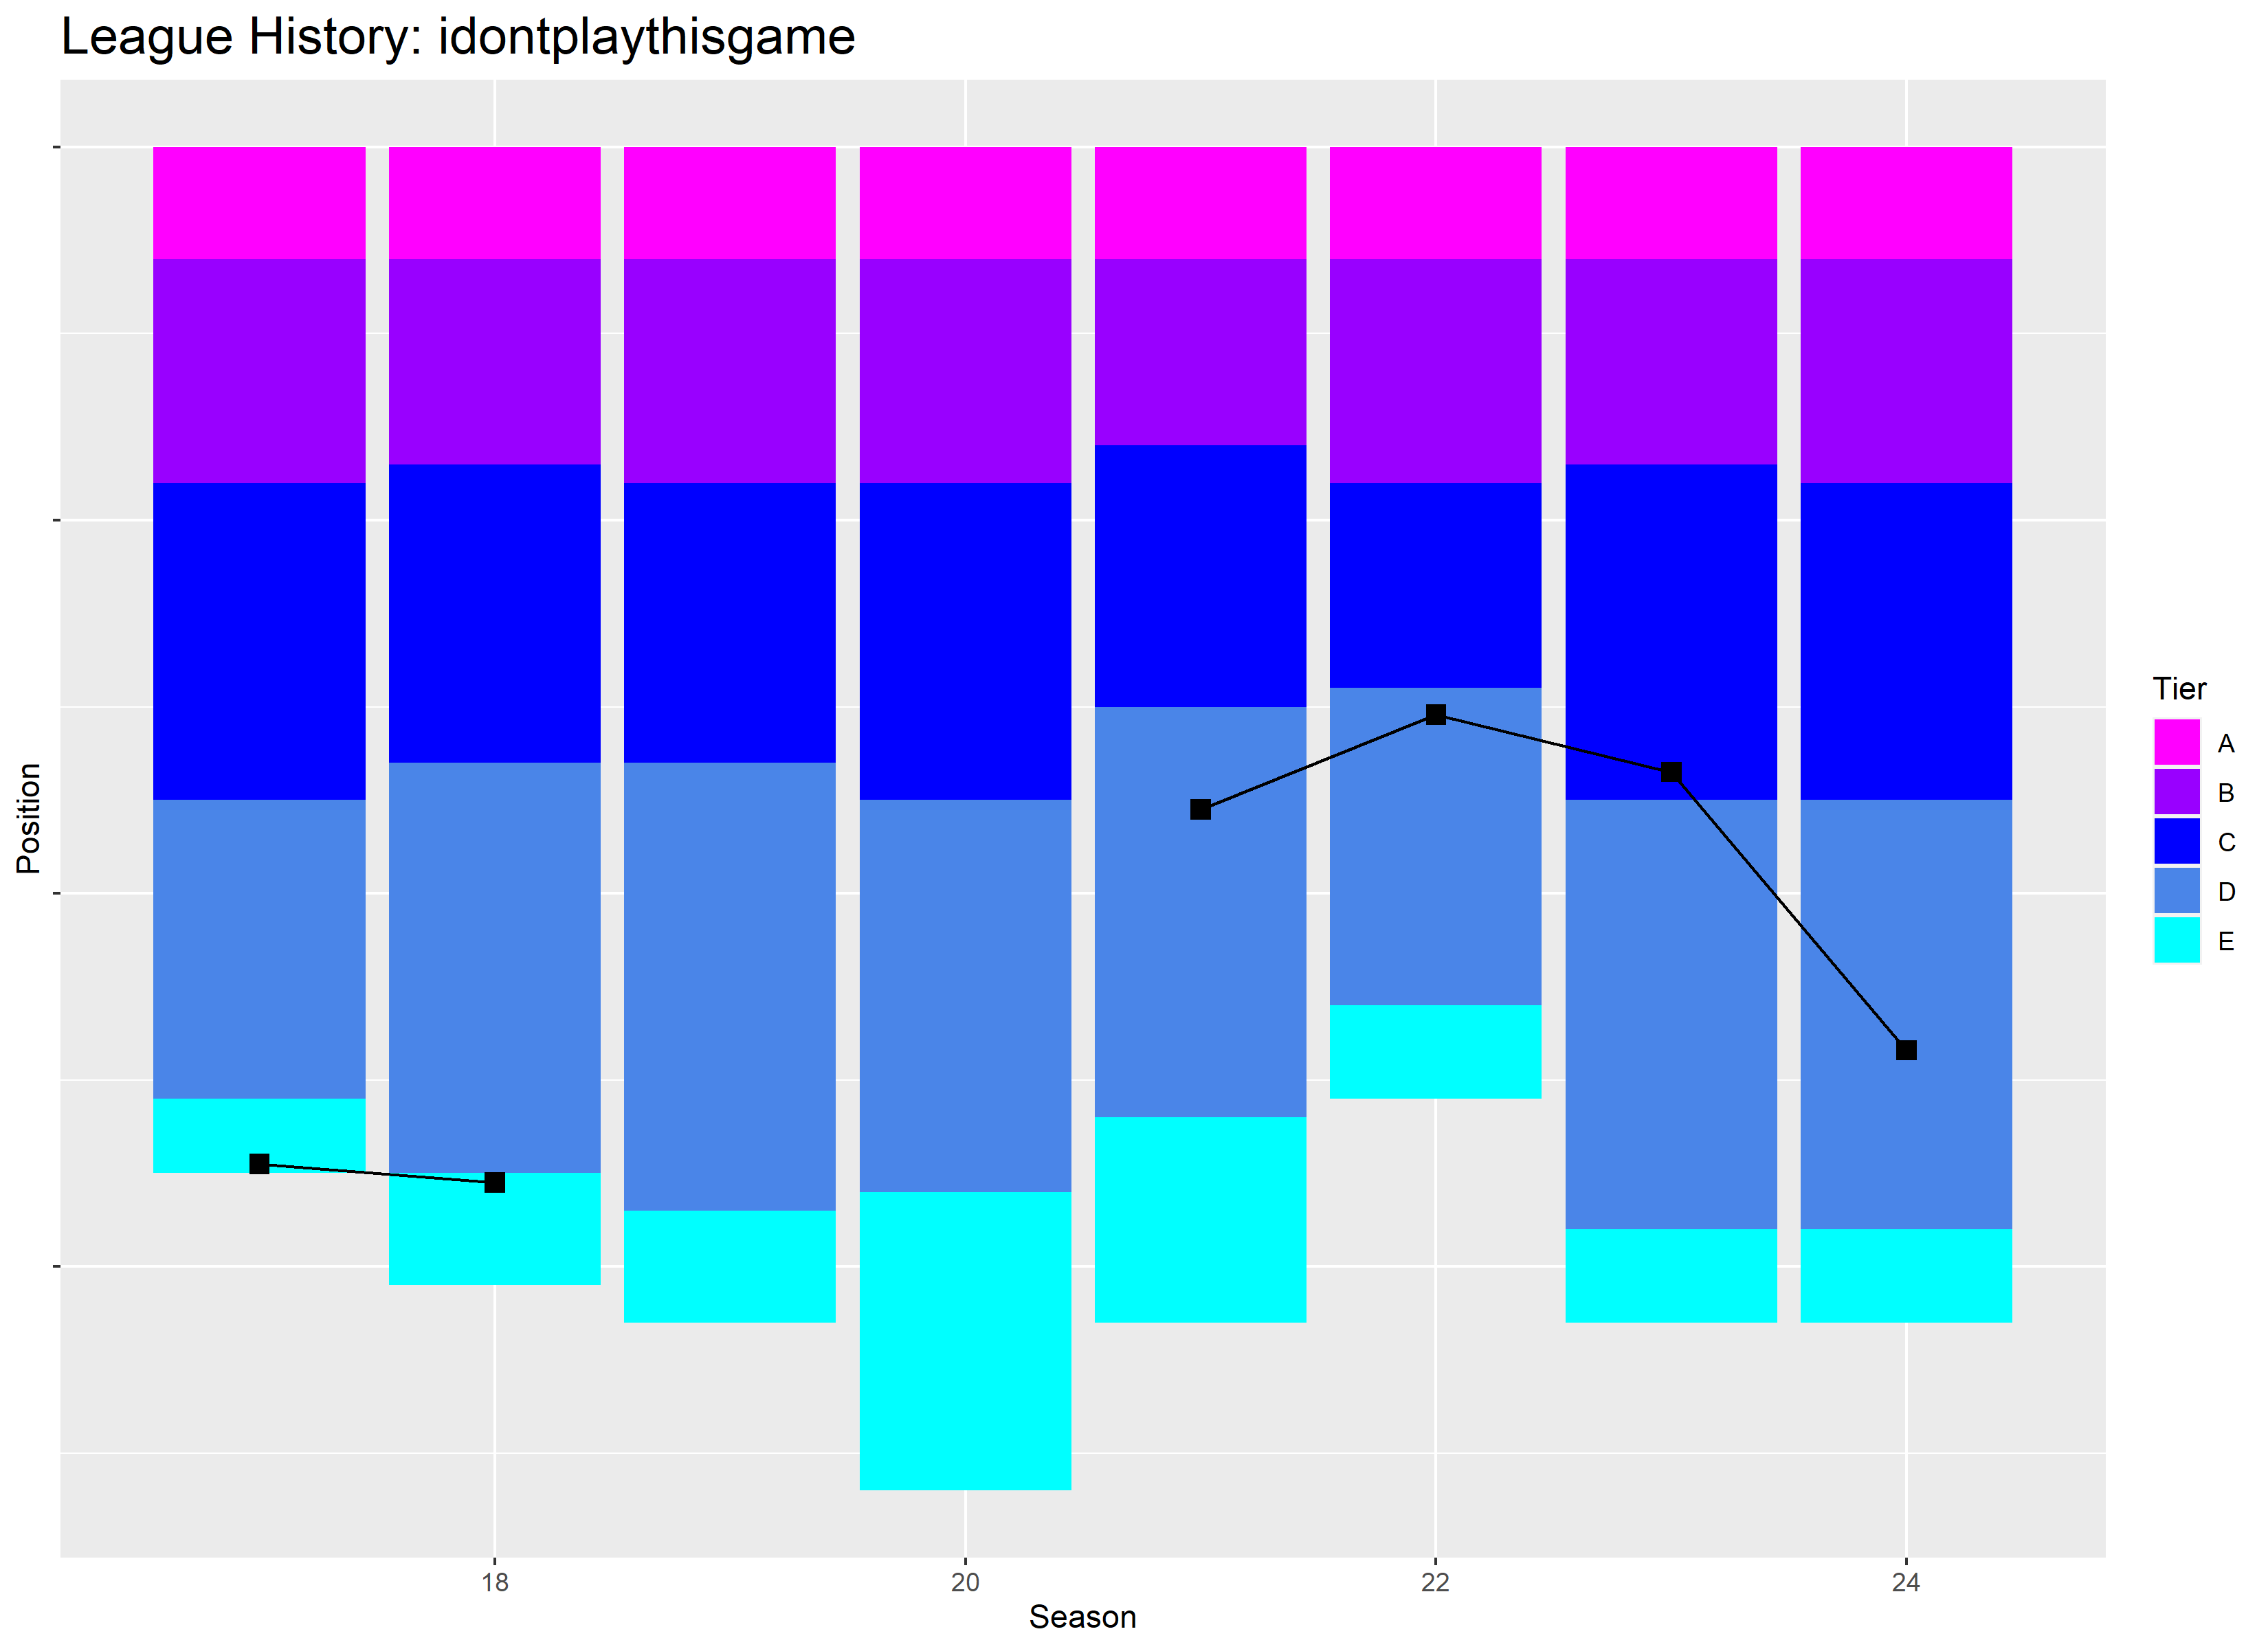 League History: idontplaythisgame
Position
Tier
A
B
C
D
E
18
20
22
24
Season